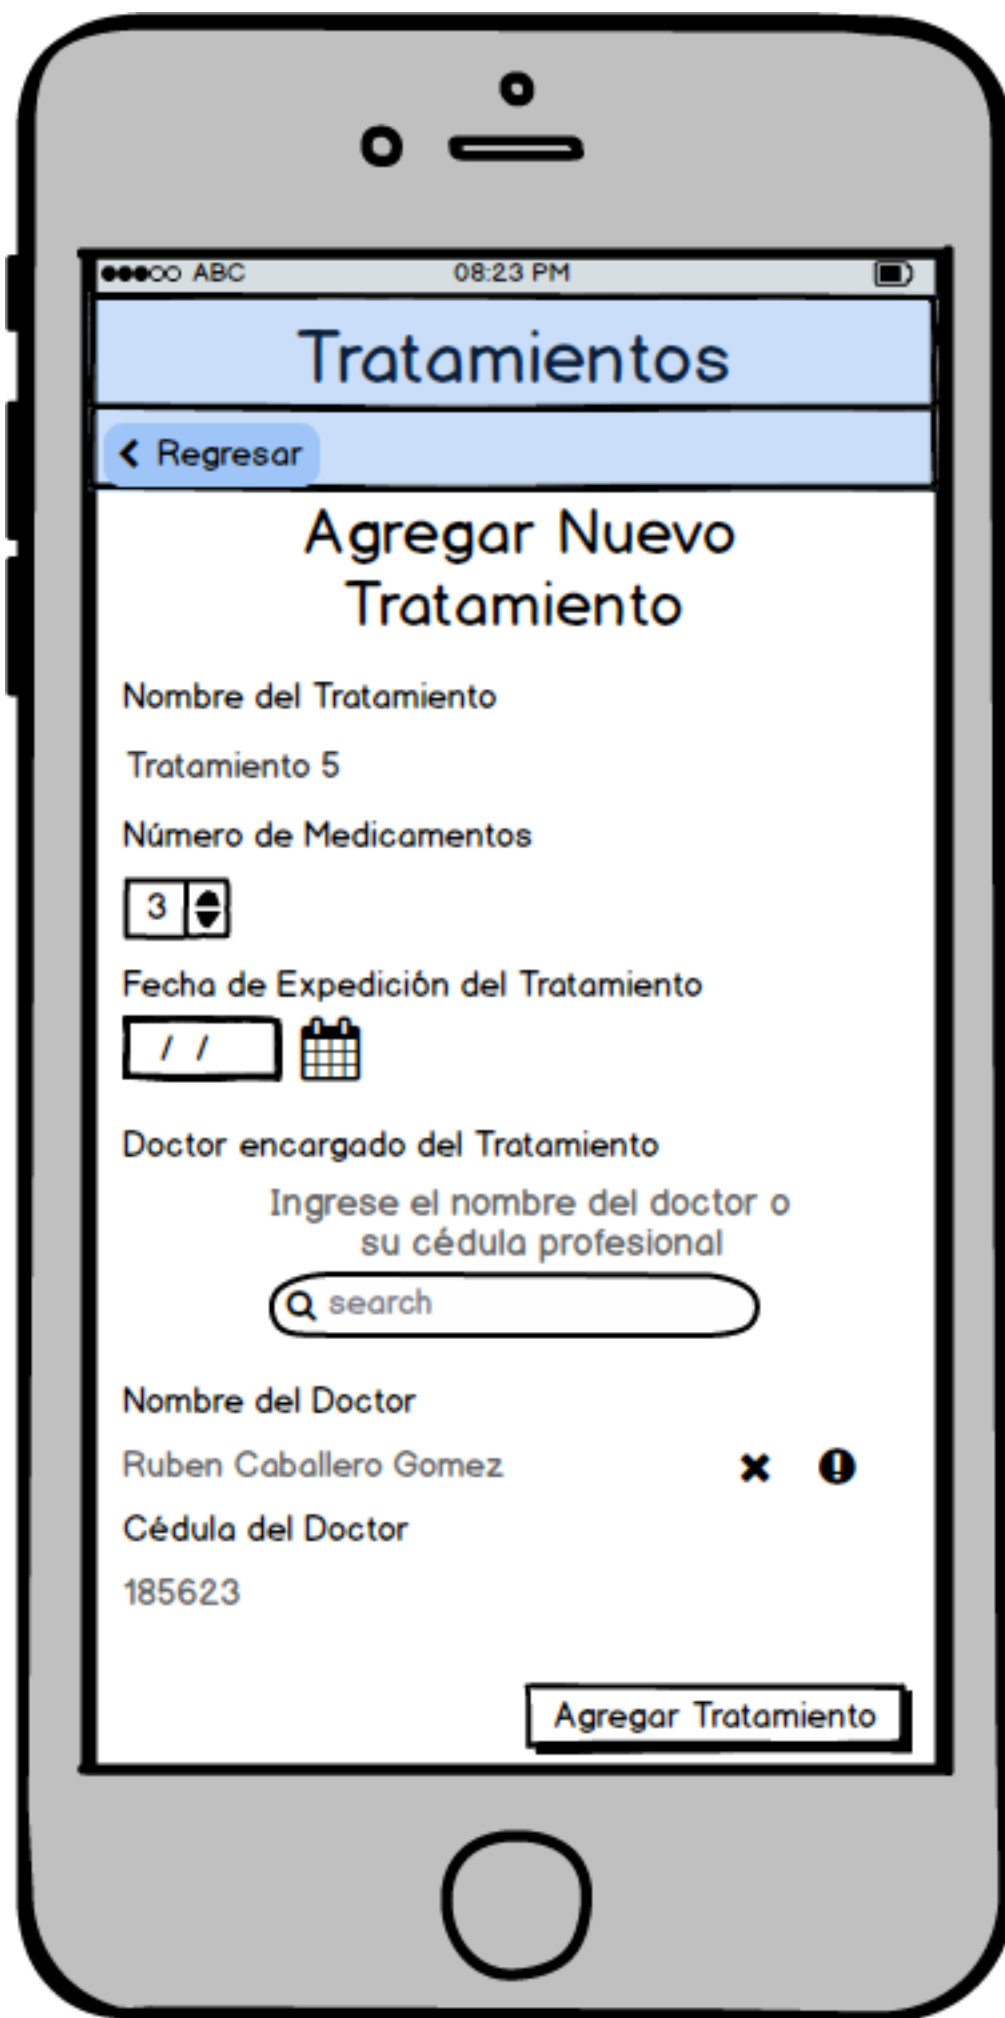 ABC 08:23 PM
Tratamientos
Regresar
Agregar Nuevo
Tratamiento
Nombre del Tratamiento
Tratamiento 5
Número de Medicamentos
3
Fecha de Expedición del Tratamiento
/ /
Doctor encargado del Tratamiento
Ingrese el nombre del doctor o
su cédula profesional
search
Nombre del Doctor
Ruben Caballero Gomez
Cédula del Doctor
185623
Agregar Tratamiento